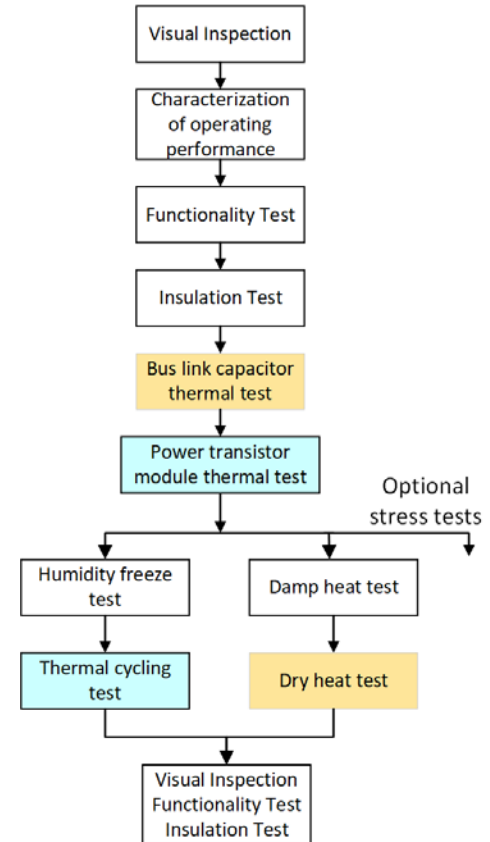 Visual Inspection
Characterization
of operating
performance
Functionality Test
Insulation Test
Bus link capacitor
thermal test
Power transistor
module thermal test
Optional
stress tests
Humidity freeze
test
Damp heat test
Thermal cycling
test
Dry heat test
Visual Inspection
Functionality Test
Insulation Test